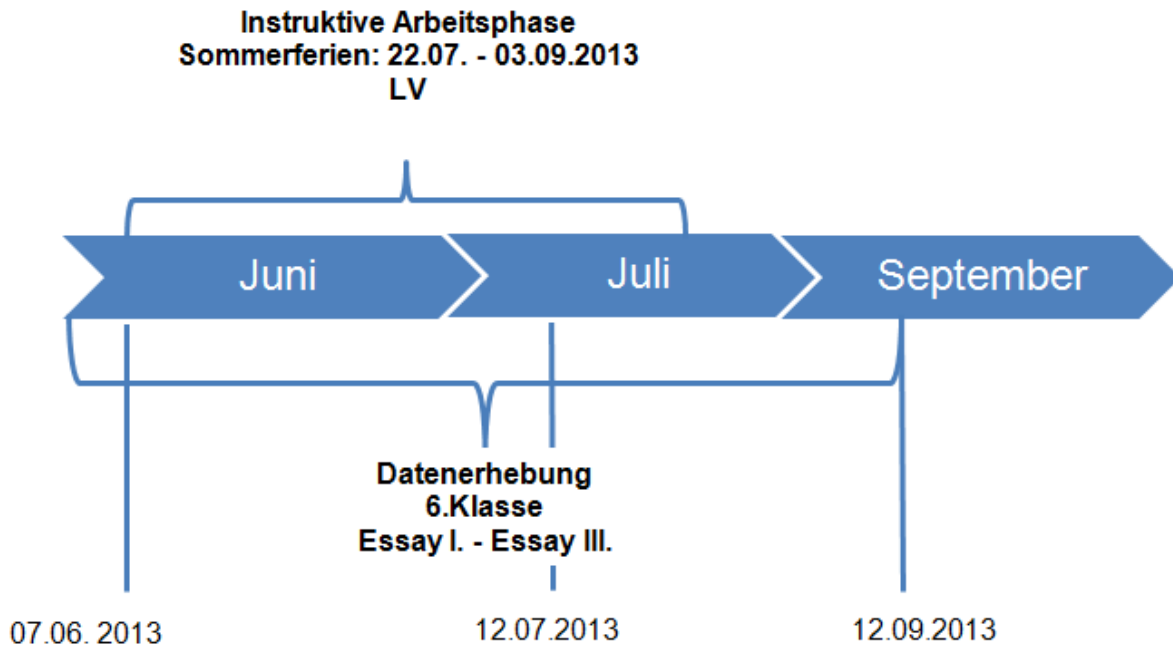 Instruktive Arbeitsphase
Sommerferien: 22.07. - 03.09.2013
LV
Juni
Juli
September
Datenerhebung
6.Klasse
Essay I. - Essay III.
07.06. 2013
12.07.2013
12.09.2013